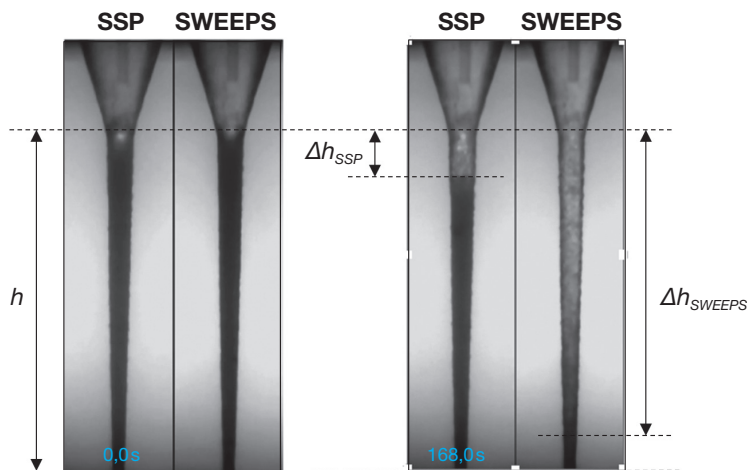 SSP SWEEPS SSP SWEEPS
Δh_SSP
h
Δh_SWEEPS
0,0s 168,0s